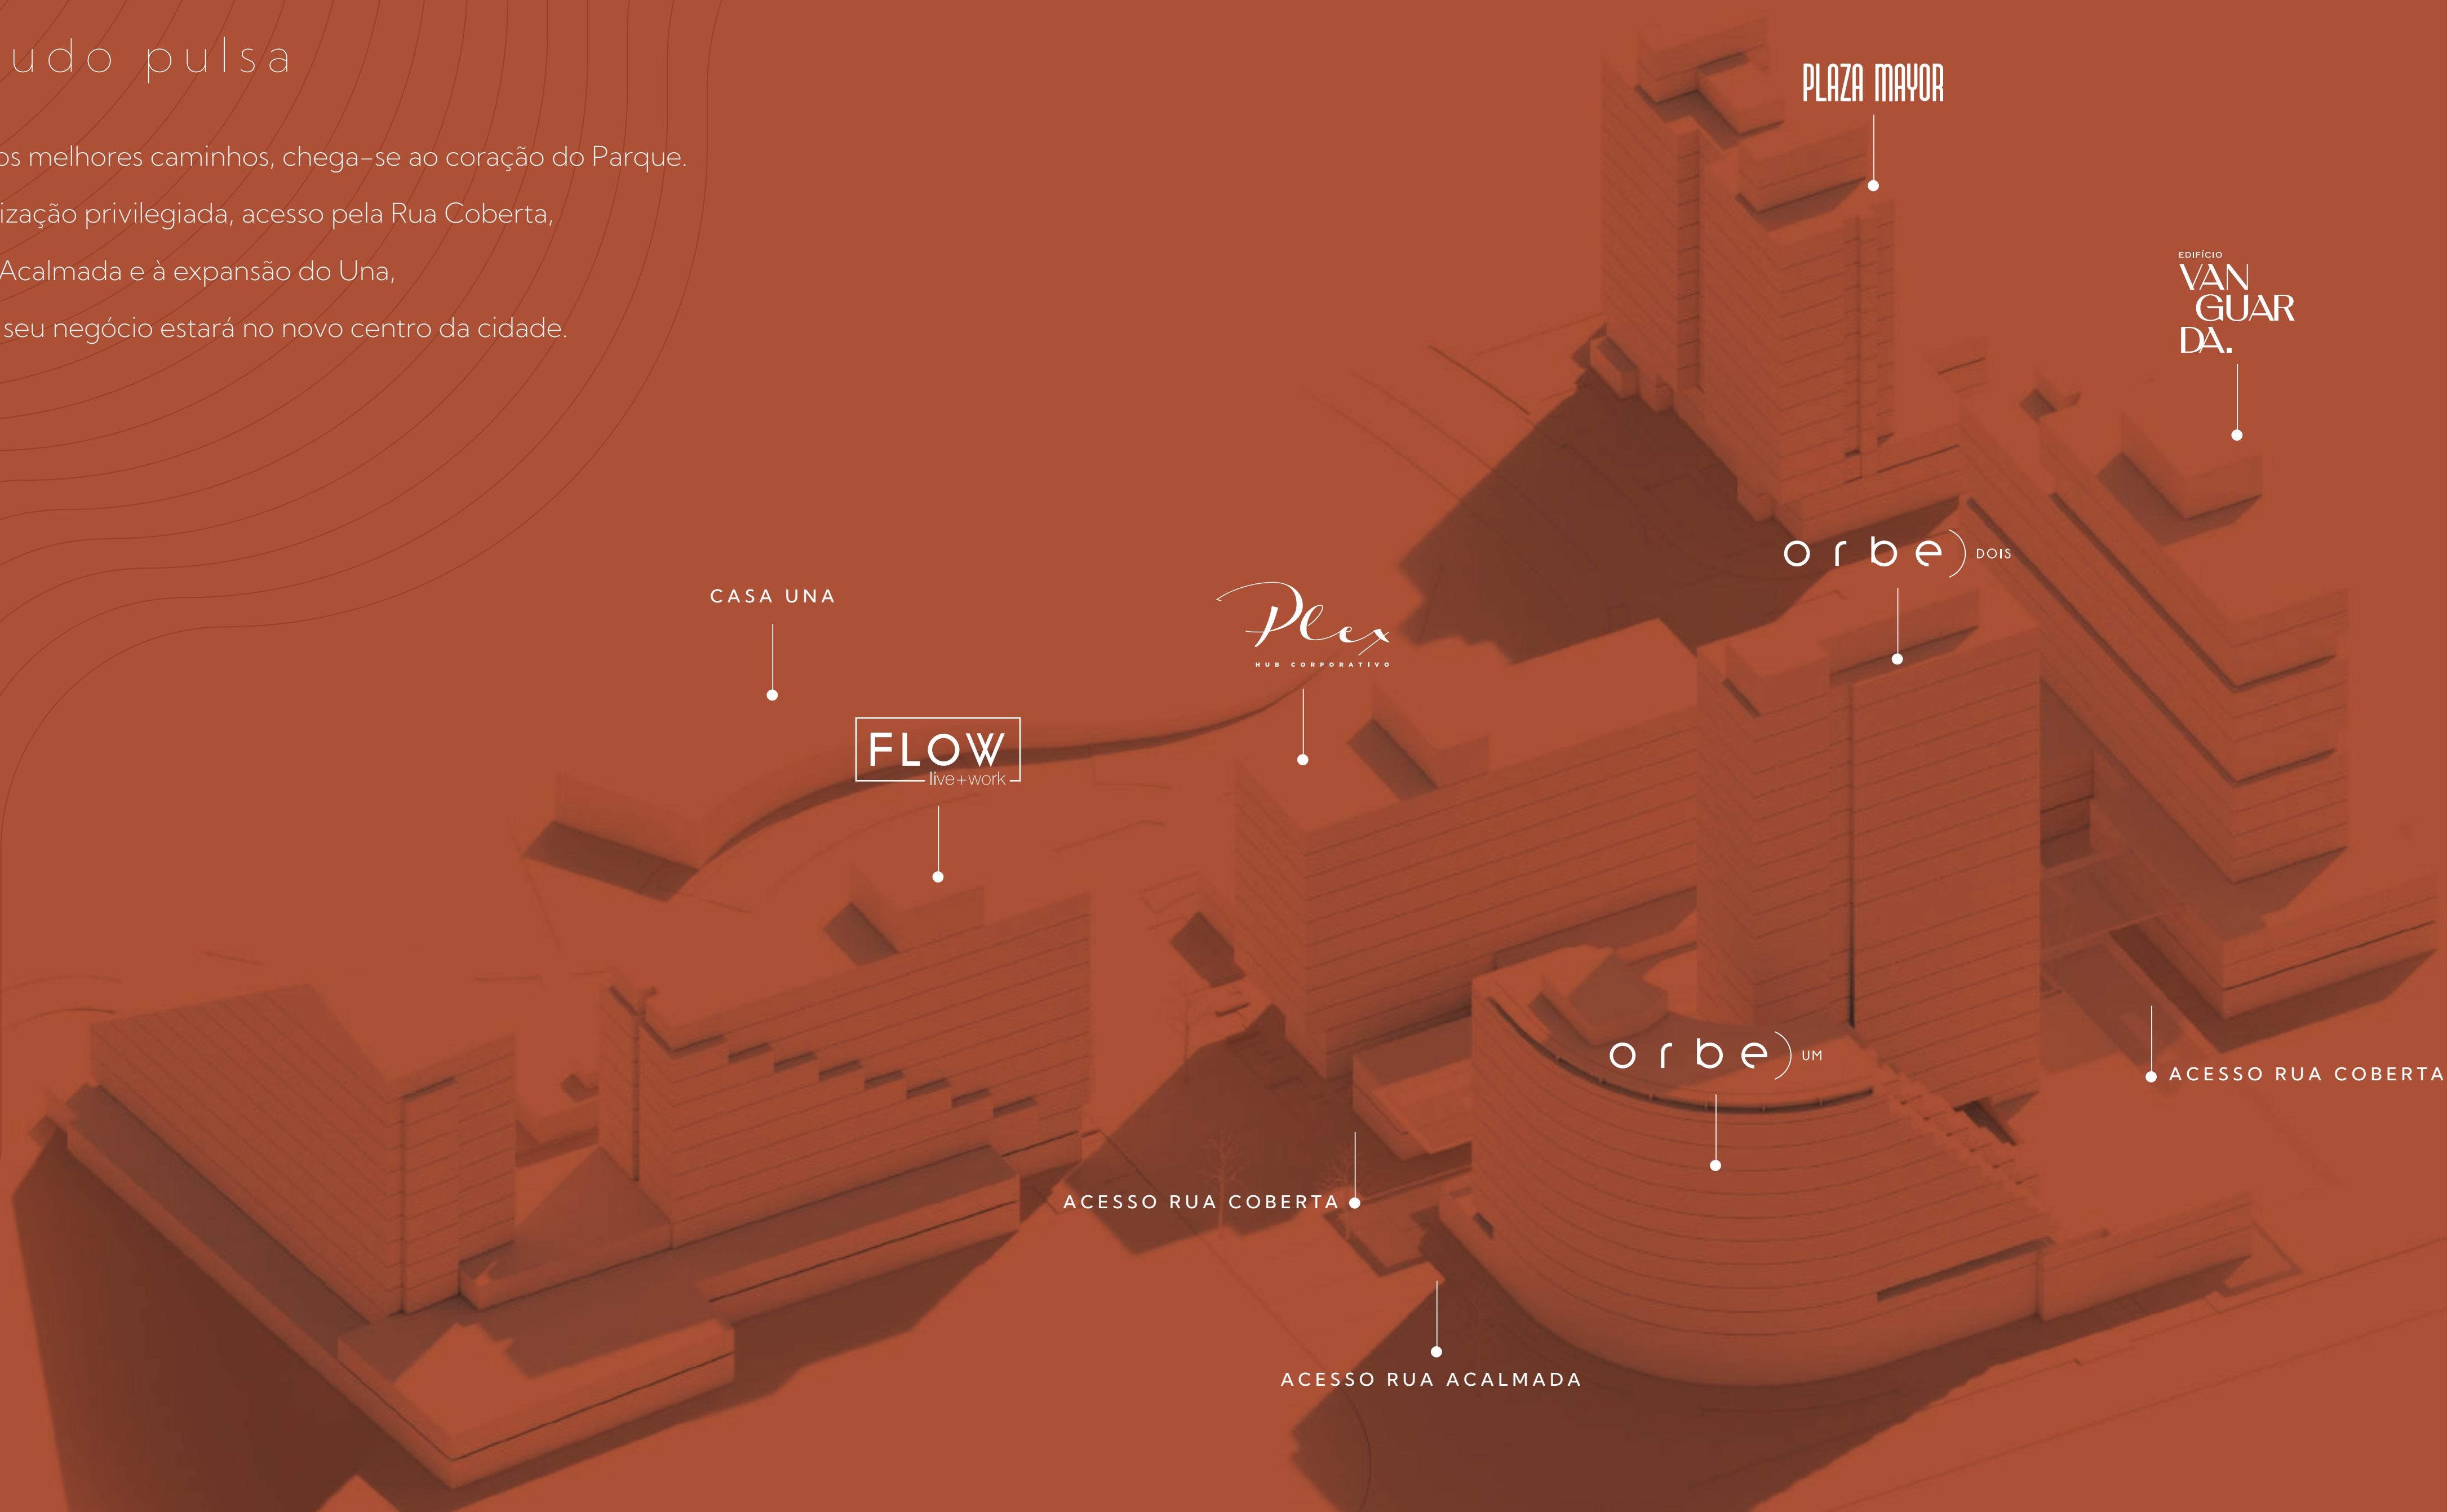 udo pulsa
os melhores caminhos, chega-se ao coração do Parque.
ização privilegiada, acesso pela Rua Coberta,
Acalmada e à expansão do Una,
seu negócio estará no novo centro da cidade.
PLAZA MAYOR
EDIFÍCIO
VAN
GUAR
DA.
orbe) DOIS
CASA UNA
Plex
HUB CORPORATIVO
FLOW
live+work
orbe) UM
ACESSO RUA COBERTA
ACESSO RUA COBERTA
ACESSO RUA ACALMADA